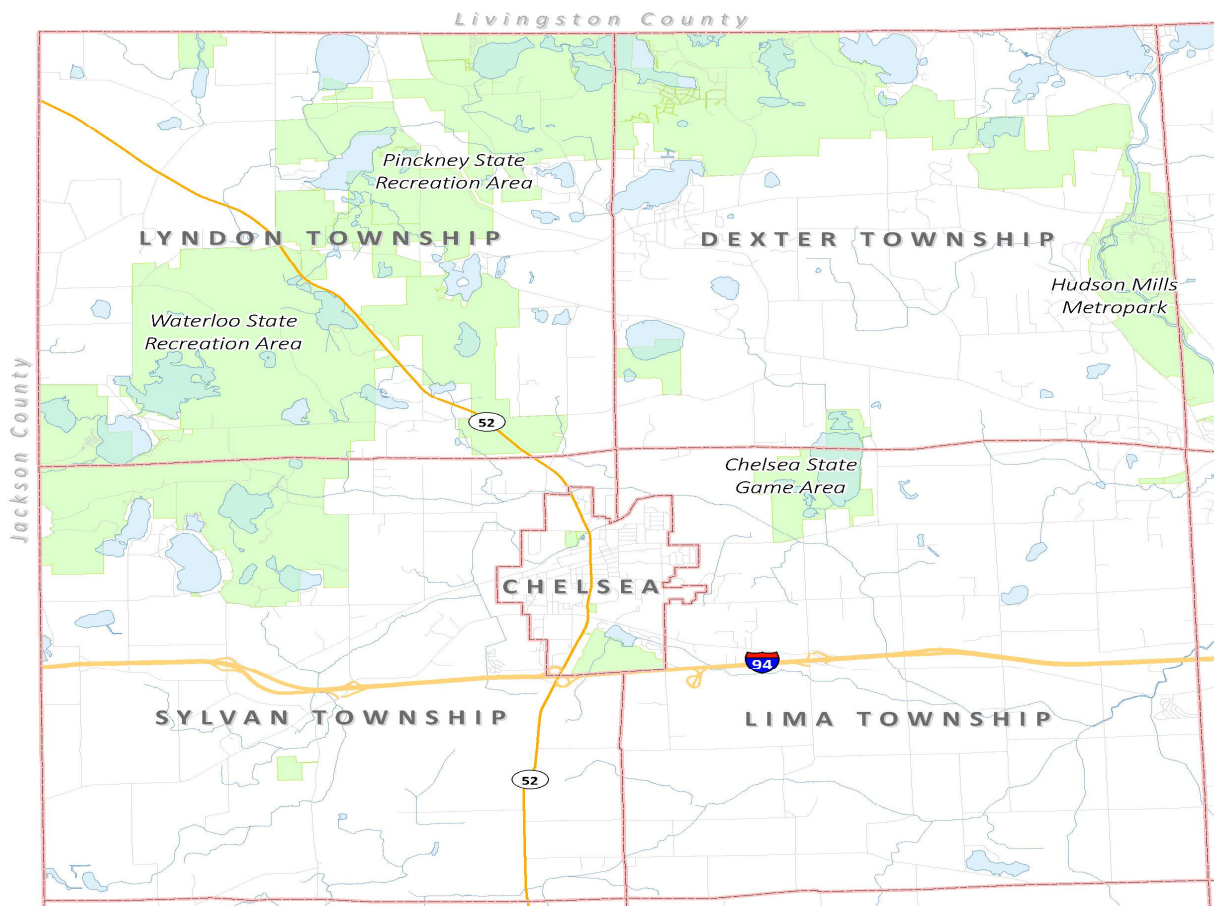 Livingston County
Pinckney State
Recreation Area
LYNDON TOWNSHIP
DEXTER TOWNSHIP
Hudson Mills
Metropark
Waterloo State
Recreation Area
Jackson County
52
Chelsea State
Game Area
CHELSEA
94
SYLVAN TOWNSHIP
LIMA TOWNSHIP
52